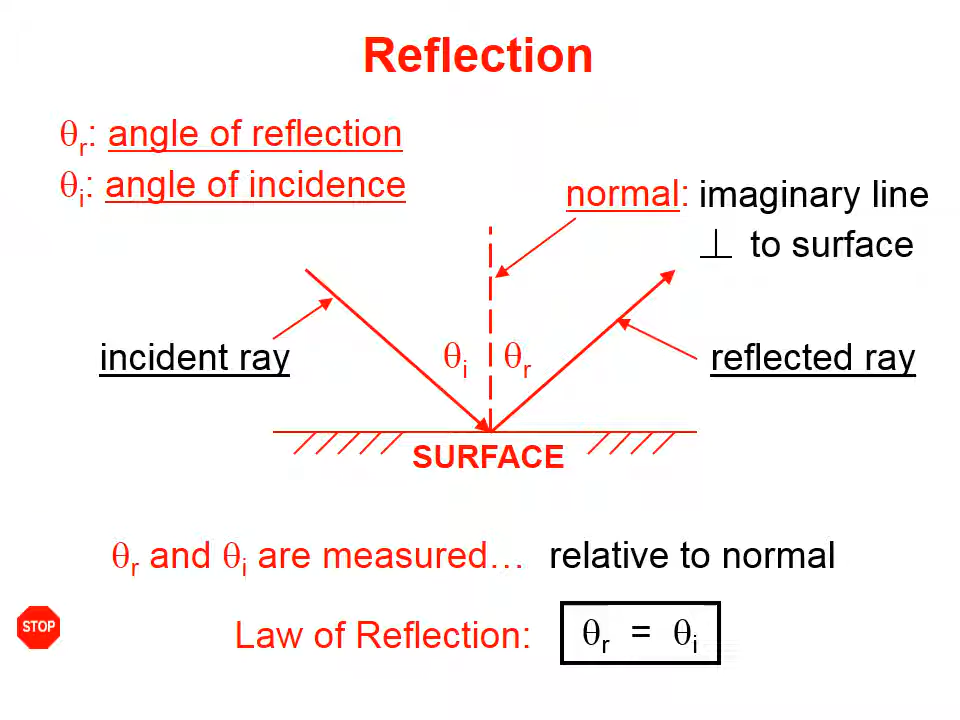 Reflection
θr: angle of reflection
θi: angle of incidence
normal: imaginary line
⊥ to surface
incident ray
θi
θr
reflected ray
SURFACE
θr and θi are measured… relative to normal
STOP
Law of Reflection: θr = θi